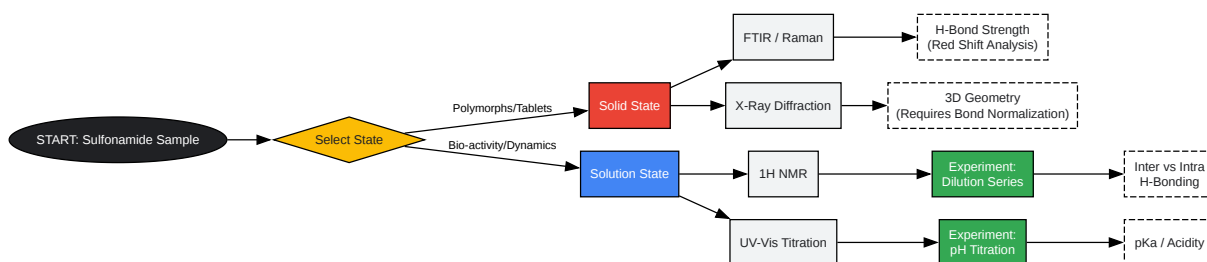 FTIR / Raman
H-Bond Strength
(Red Shift Analysis)
Polymorphs/Tablets
Solid State
X-Ray Diffraction
3D Geometry
(Requires Bond Normalization)
START: Sulfonamide Sample
Select State
Bio-activity/Dynamics
Solution State
1H NMR
Experiment:
Dilution Series
Inter vs Intra
H-Bonding
UV-Vis Titration
Experiment:
pH Titration
pKa / Acidity